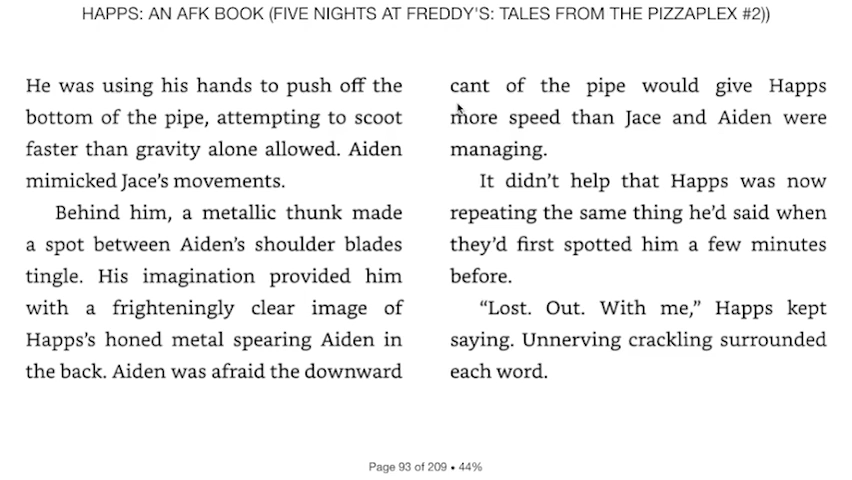 HAPPS: AN AFK BOOK (FIVE NIGHTS AT FREDDY'S: TALES FROM THE PIZZAPLEX #2))
He was using his hands to push off the
bottom of the pipe, attempting to scoot
faster than gravity alone allowed. Aiden
mimicked Jace's movements.
Behind him, a metallic thunk made
a spot between Aiden's shoulder blades
tingle. His imagination provided him
with a frighteningly clear image of
Happs's honed metal spearing Aiden in
the back. Aiden was afraid the downward
cant of the pipe would give Happs
more speed than Jace and Aiden were
managing.
It didn't help that Happs was now
repeating the same thing he'd said when
they'd first spotted him a few minutes
before.
“Lost. Out. With me,” Happs kept
saying. Unnerving crackling surrounded
each word.
Page 93 of 209 • 44%